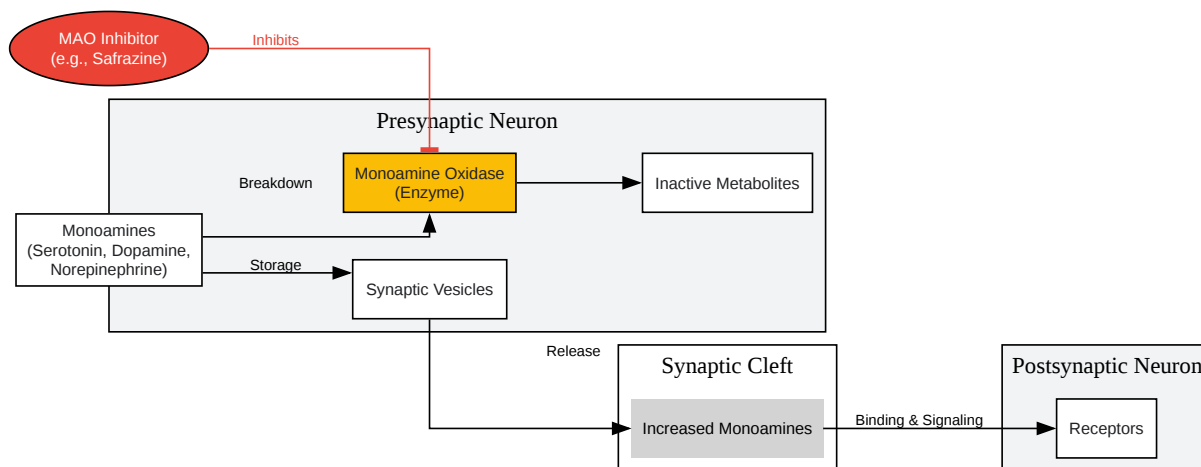 MAO Inhibitor
(e.g., Safrazine)
Inhibits
Presynaptic Neuron
Monoamine Oxidase
(Enzyme)
Breakdown
Inactive Metabolites
Monoamines
(Serotonin, Dopamine,
Norepinephrine)
Storage
Synaptic Vesicles
Release
Synaptic Cleft
Increased Monoamines
Binding & Signaling
Postsynaptic Neuron
Receptors